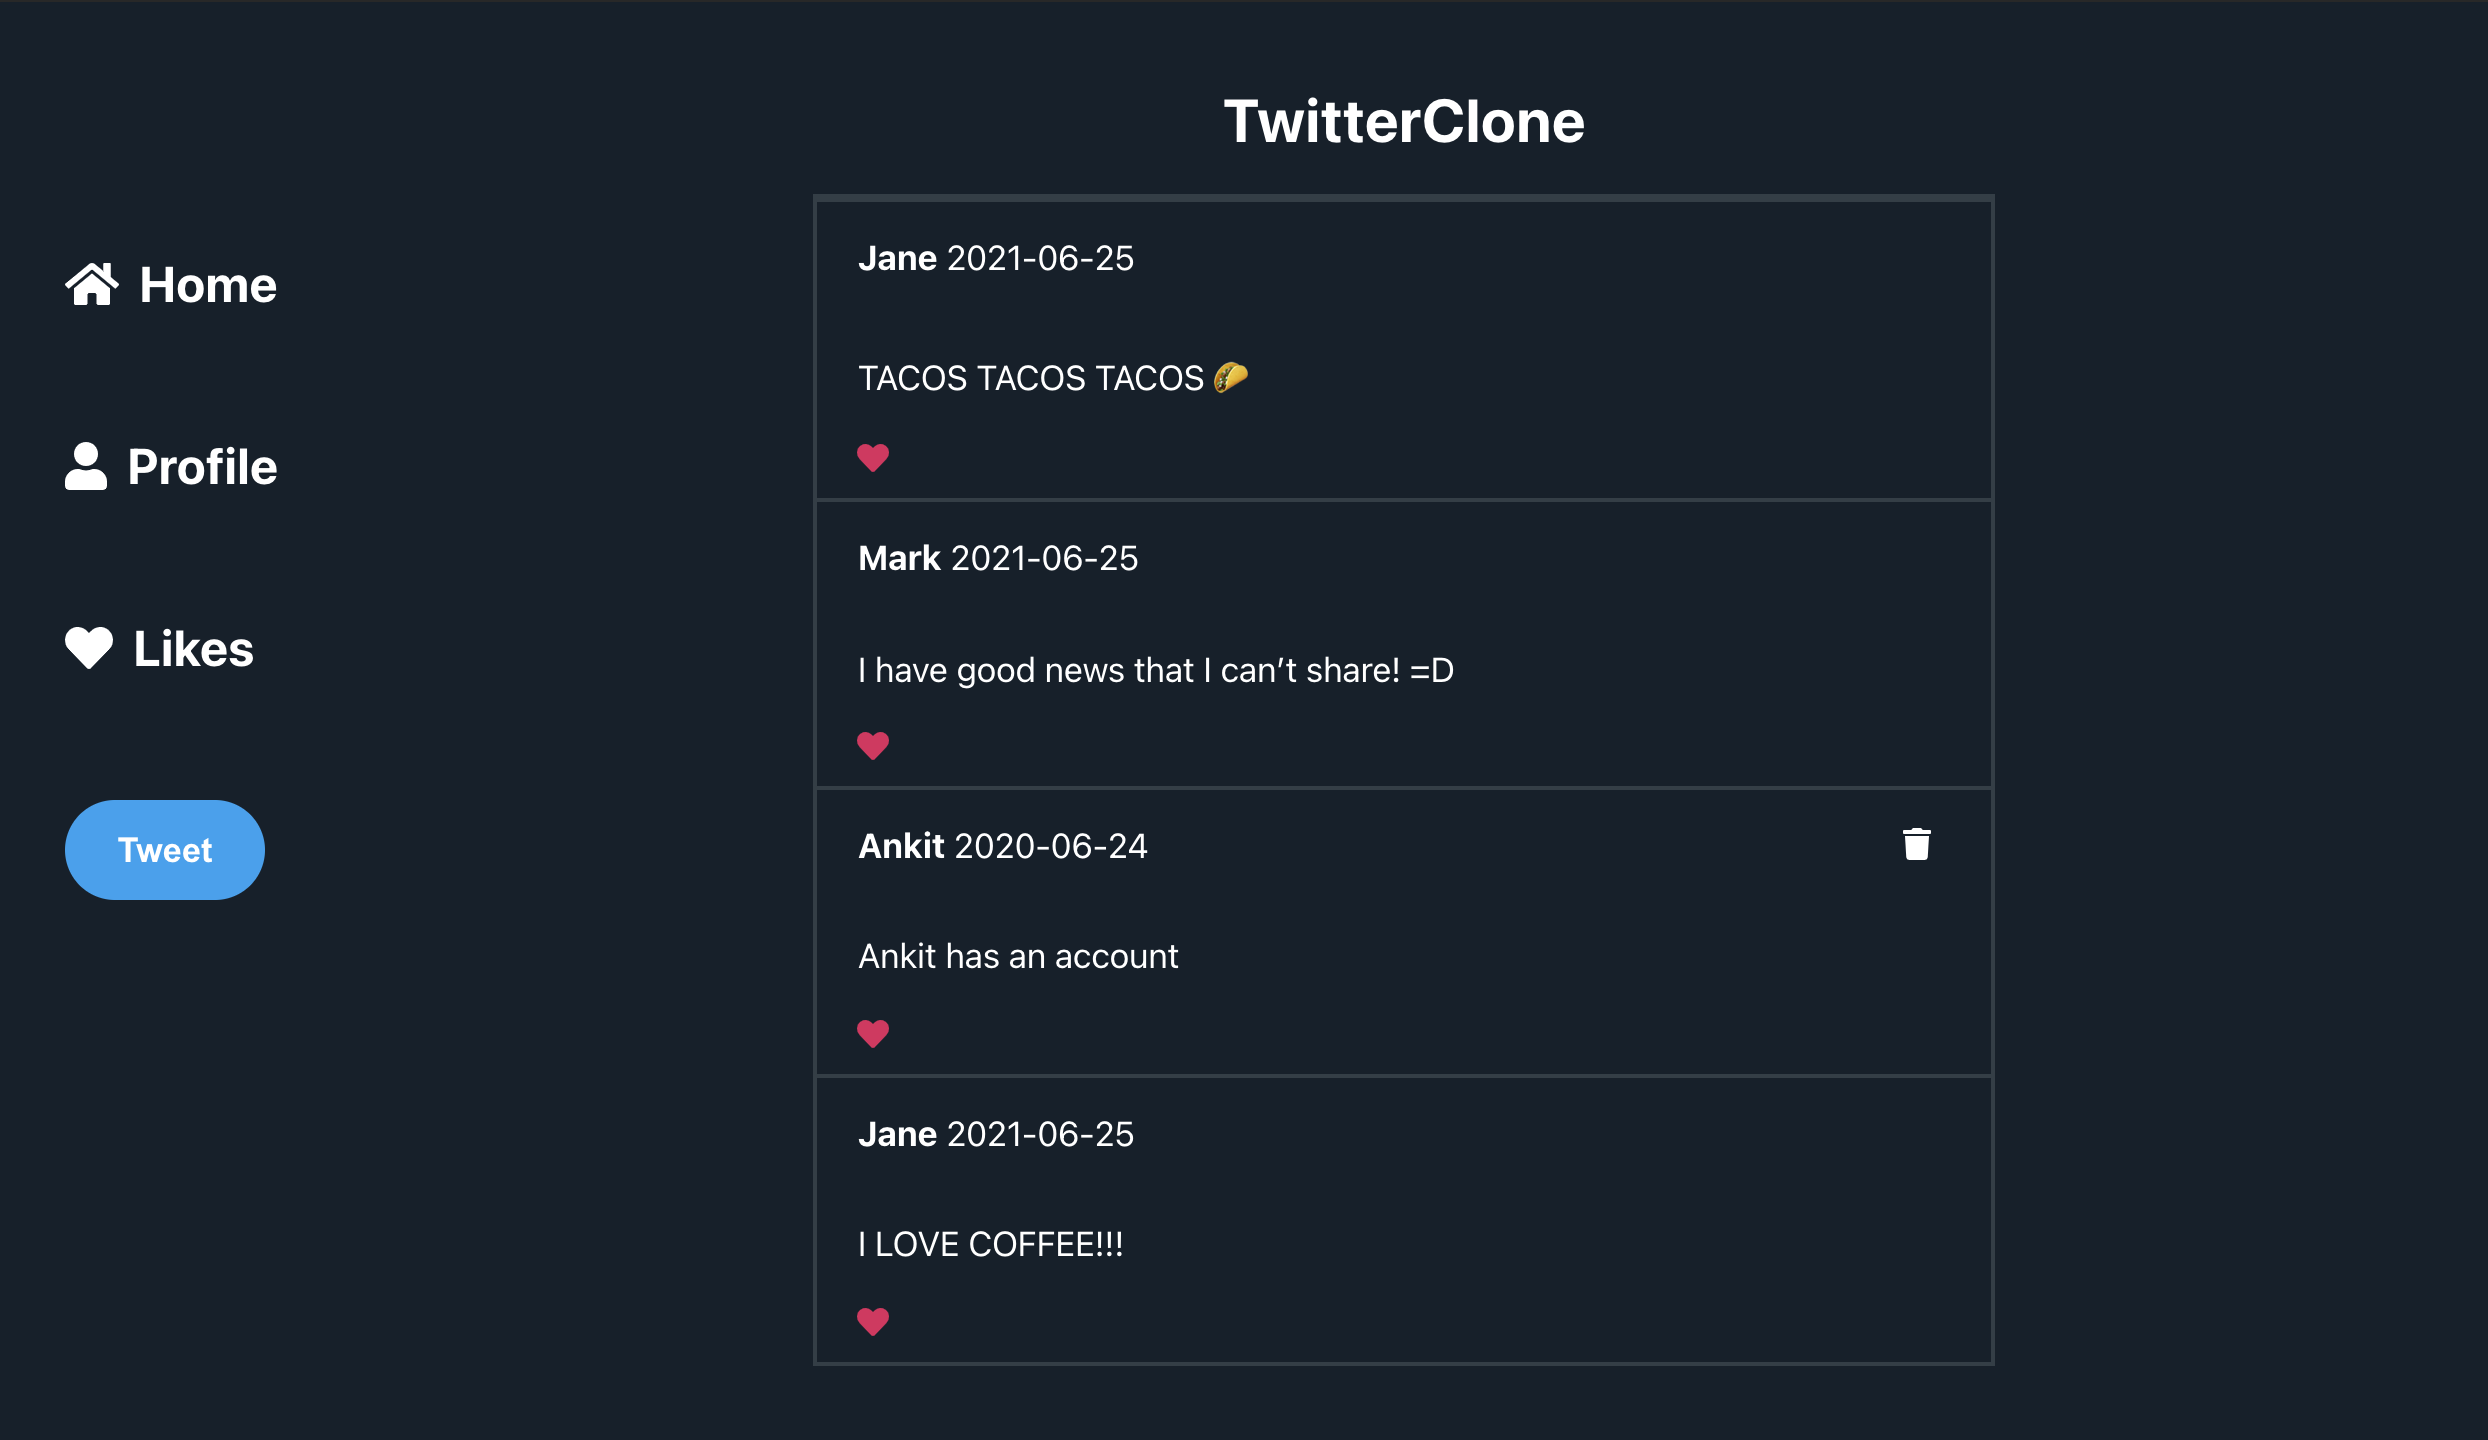 TwitterClone
Home
Profile
Likes
Tweet
Jane 2021-06-25
TACOS TACOS TACOS 🌮
Mark 2021-06-25
I have good news that I can’t share! =D
Ankit 2020-06-24
Ankit has an account
Jane 2021-06-25
I LOVE COFFEE!!!